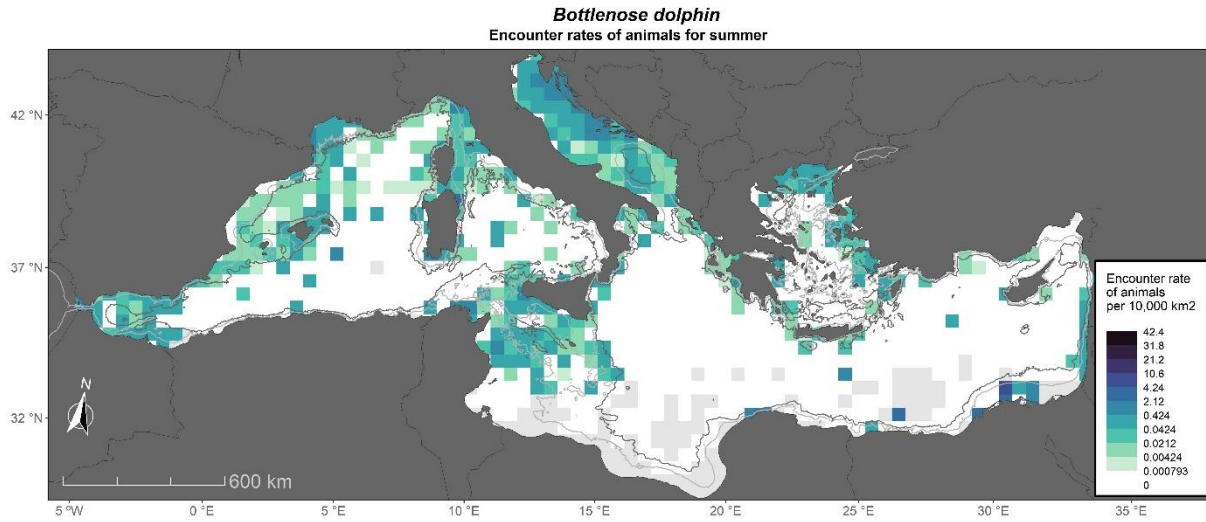 Bottlenose dolphin
Encounter rates of animals for summer
42 °N
37 °N
32 °N
N
600 km
5 °W
0 °E
5 °E
10 °E
15 °E
20 °E
25 °E
30 °E
35 °E
Encounter rate
of animals
per 10,000 km2
42.4
31.8
21.2
10.6
4.24
2.12
0.424
0.0424
0.0212
0.00424
0.000793
0